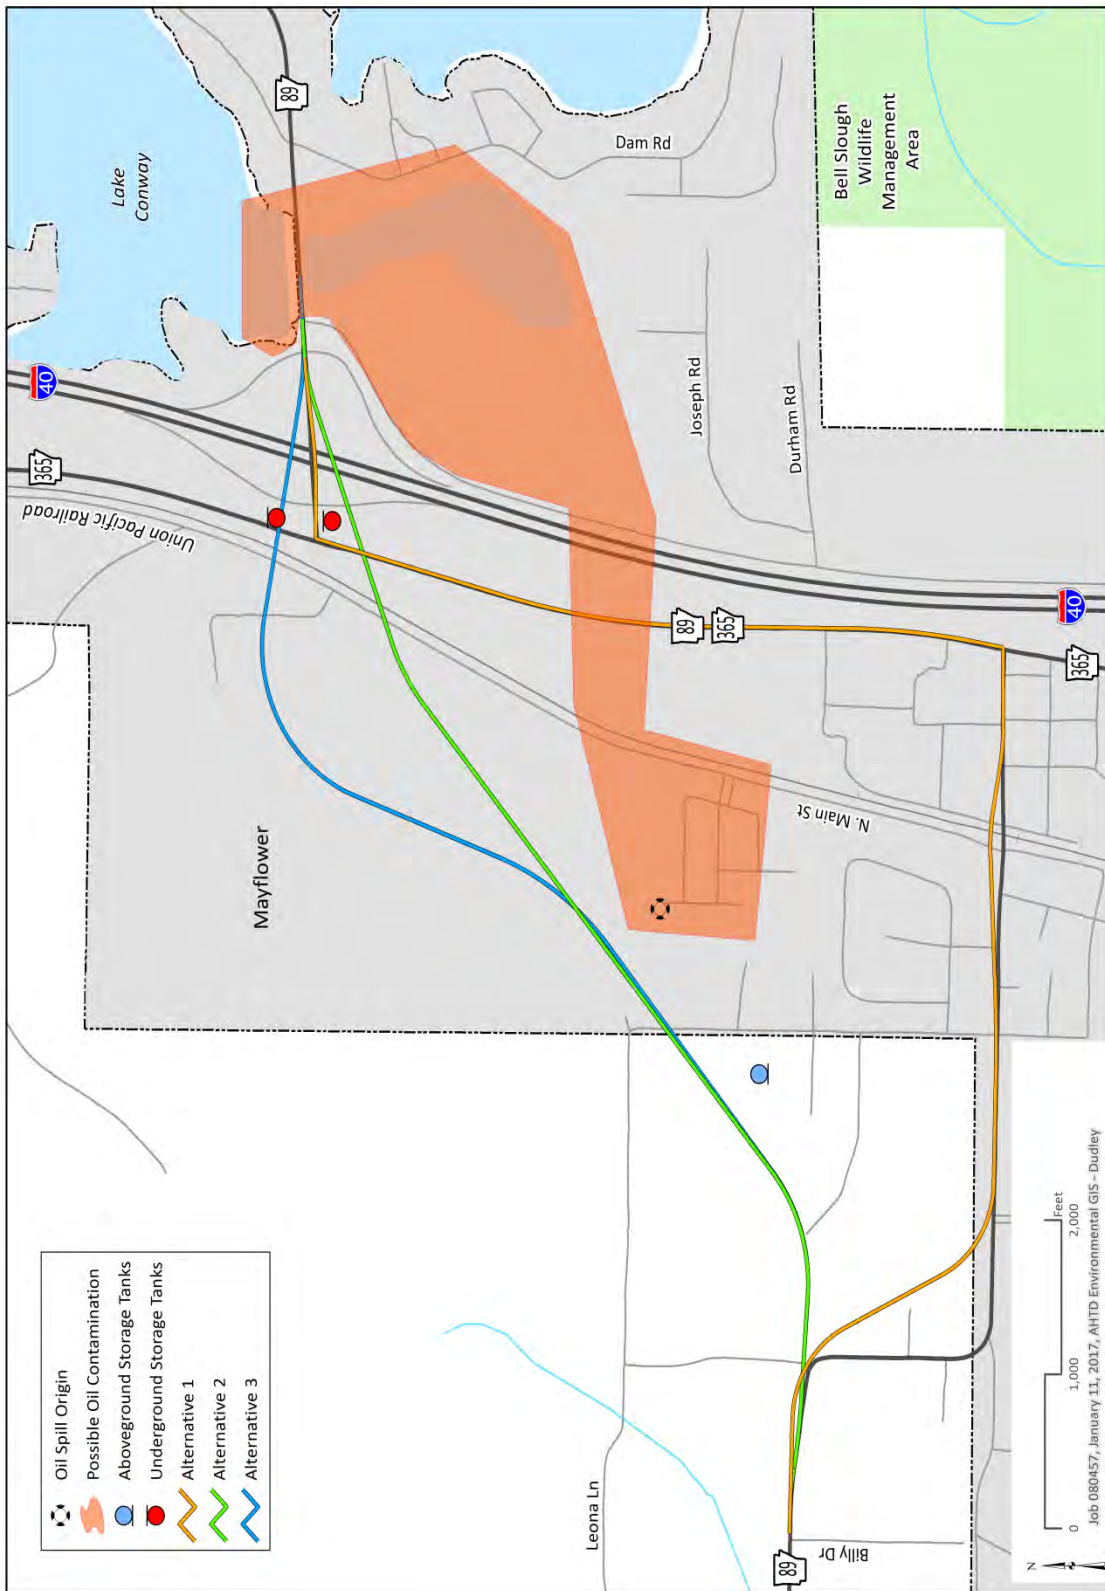 Oil Spill Origin
Possible Oil Contamination
Aboveground Storage Tanks
Underground Storage Tanks
Alternative 1
Alternative 2
Alternative 3
Mayflower
Union Pacific Railroad
365
40
Lake
Conway
89
Leona Ln
Billy Dr
89
N. Main St
89
365
365
40
Joseph Rd
Durham Rd
Dam Rd
Bell Slough
Wildlife
Management
Area
N
0
1,000
2,000
Feet
Job 080457, January 11, 2017, AHTD Environmental GIS - Dudley